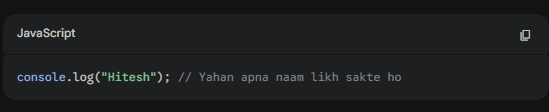 JavaScript
console.log("Hitesh"); // Yahan apna naam likh sakte ho